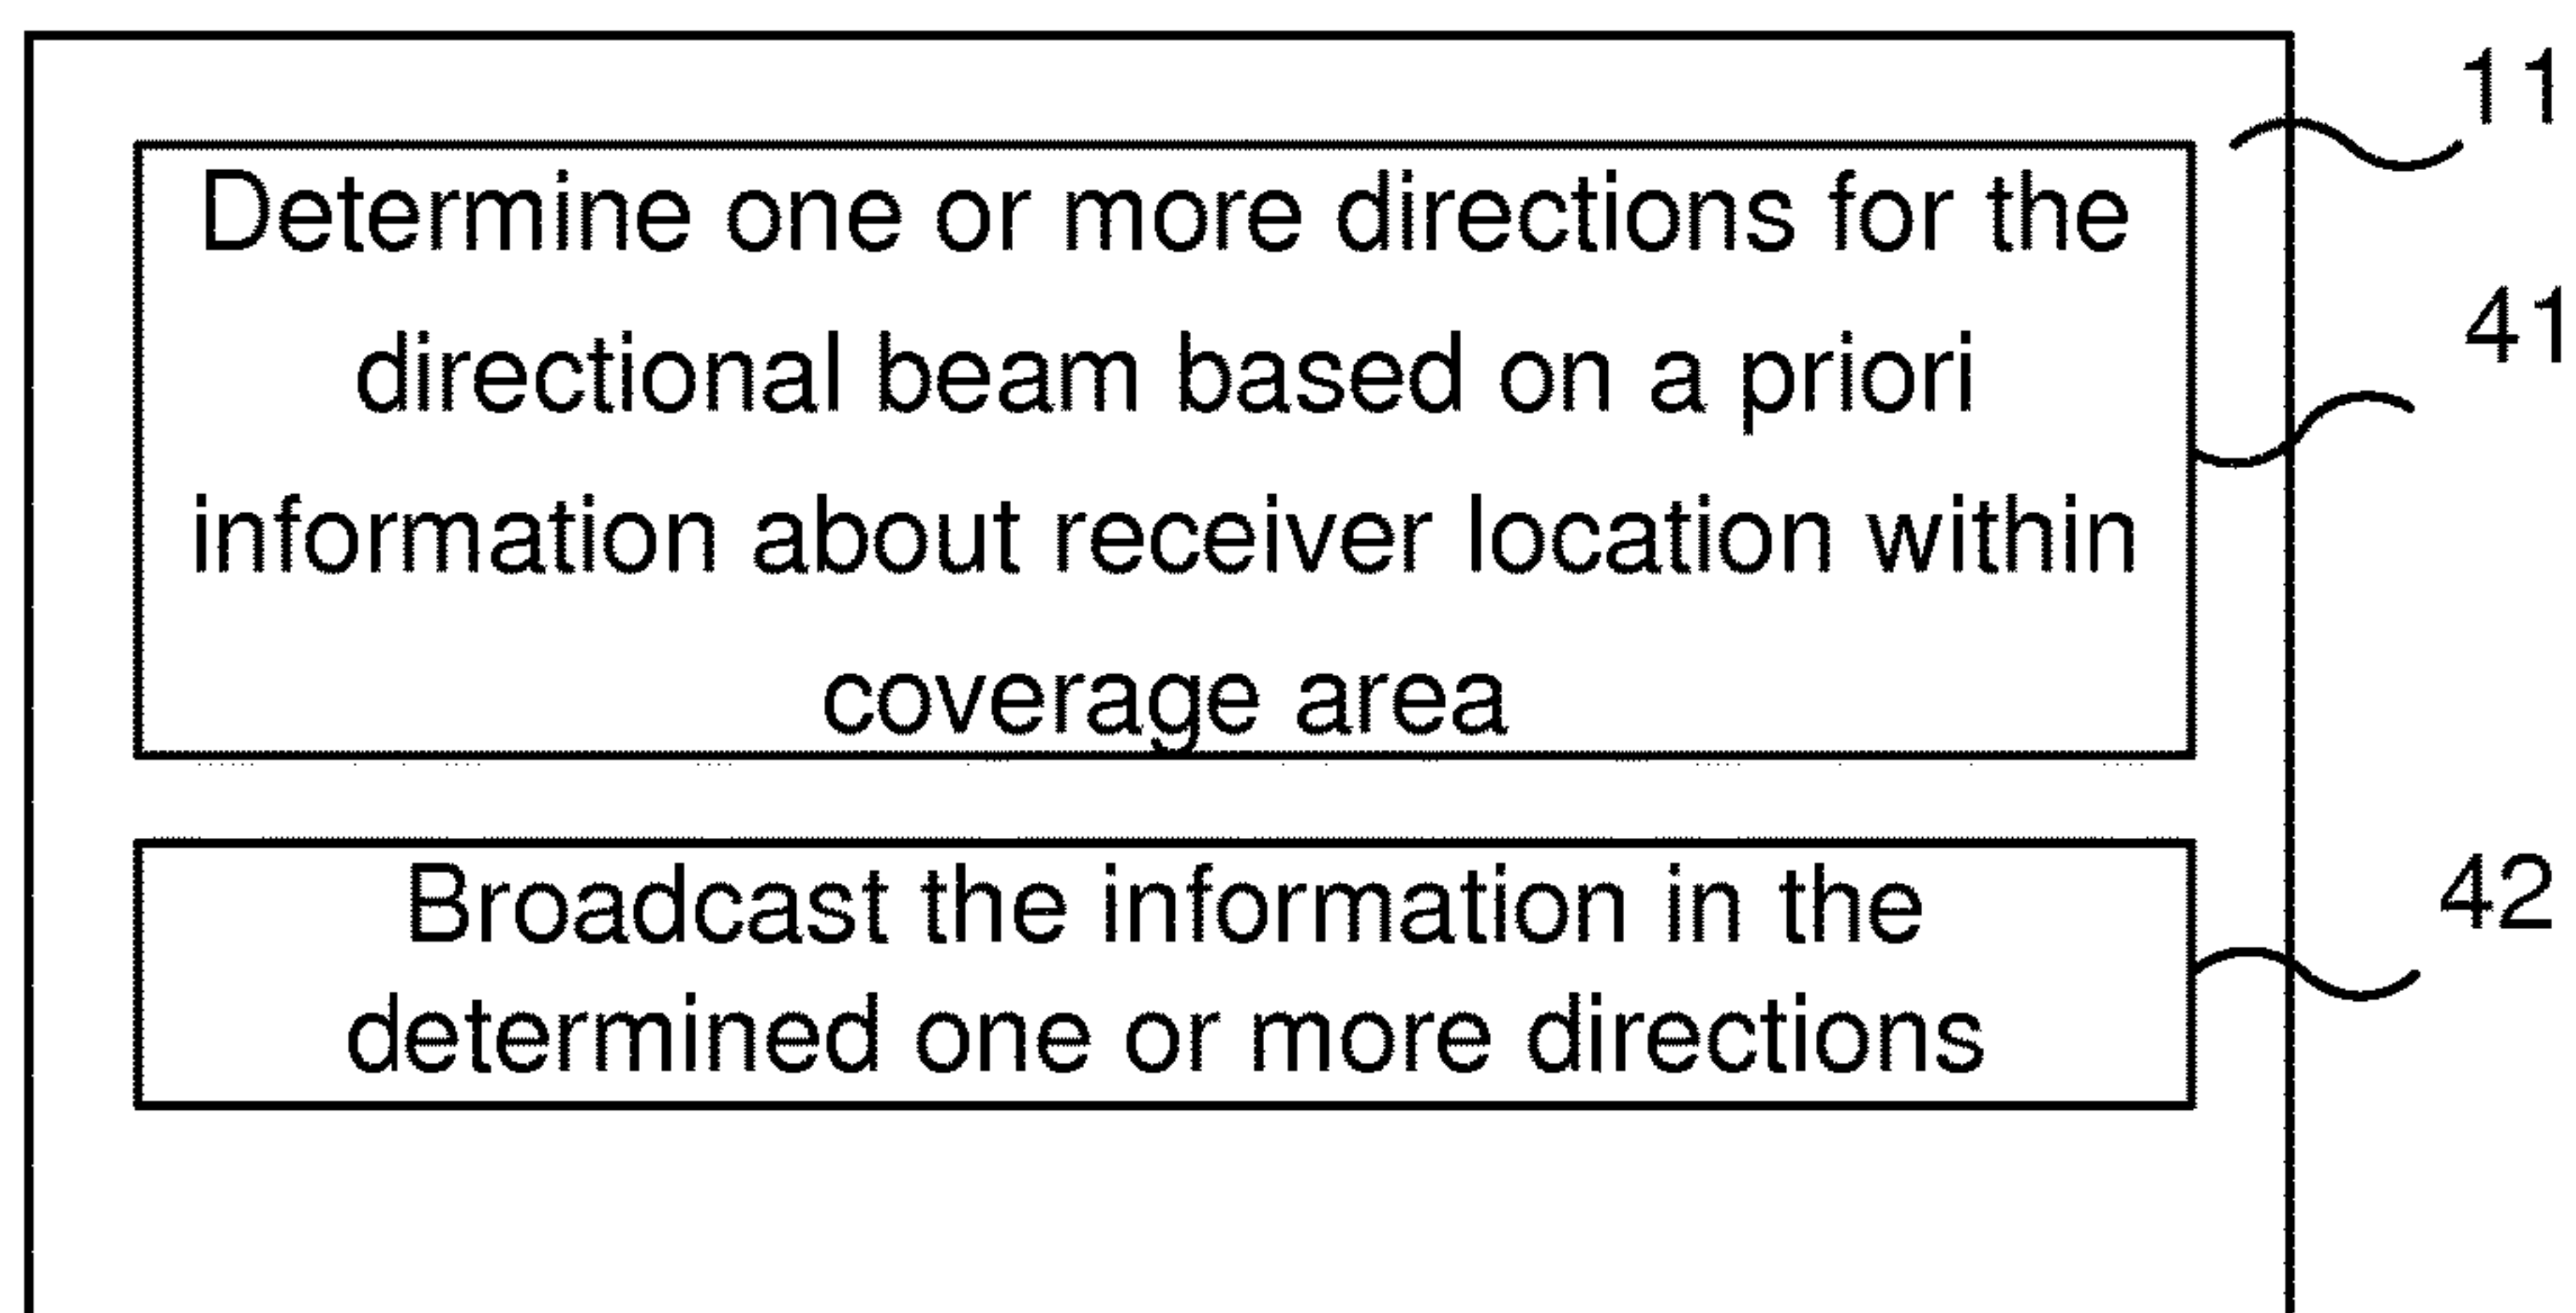 11
Determine one or more directions for the
directional beam based on a priori
41
information about receiver location within
coverage area
Broadcast the information in the
42
determined one or more directions